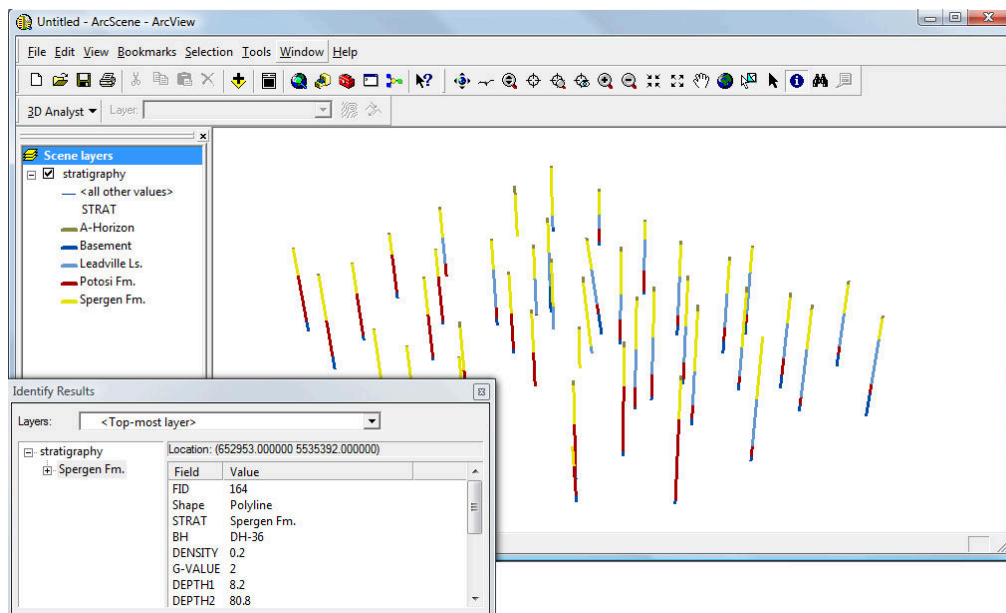 Untitled - ArcScene - ArcView
File Edit View Bookmarks Selection Tools Window Help
3D Analyst Layer:
Scene layers
stratigraphy
<all other values>
STRAT
A-Horizon
Basement
Leadville Ls.
Potosi Fm.
Spergen Fm.
Identify Results
Layers: <Top-most layer>
stratigraphy
Spergen Fm.
Location: (652953.000000 5535392.000000)
Field Value
FID 164
Shape Polyline
STRAT Spergen Fm.
BH DH-36
DENSITY 0.2
G-VALUE 2
DEPTH1 8.2
DEPTH2 80.8